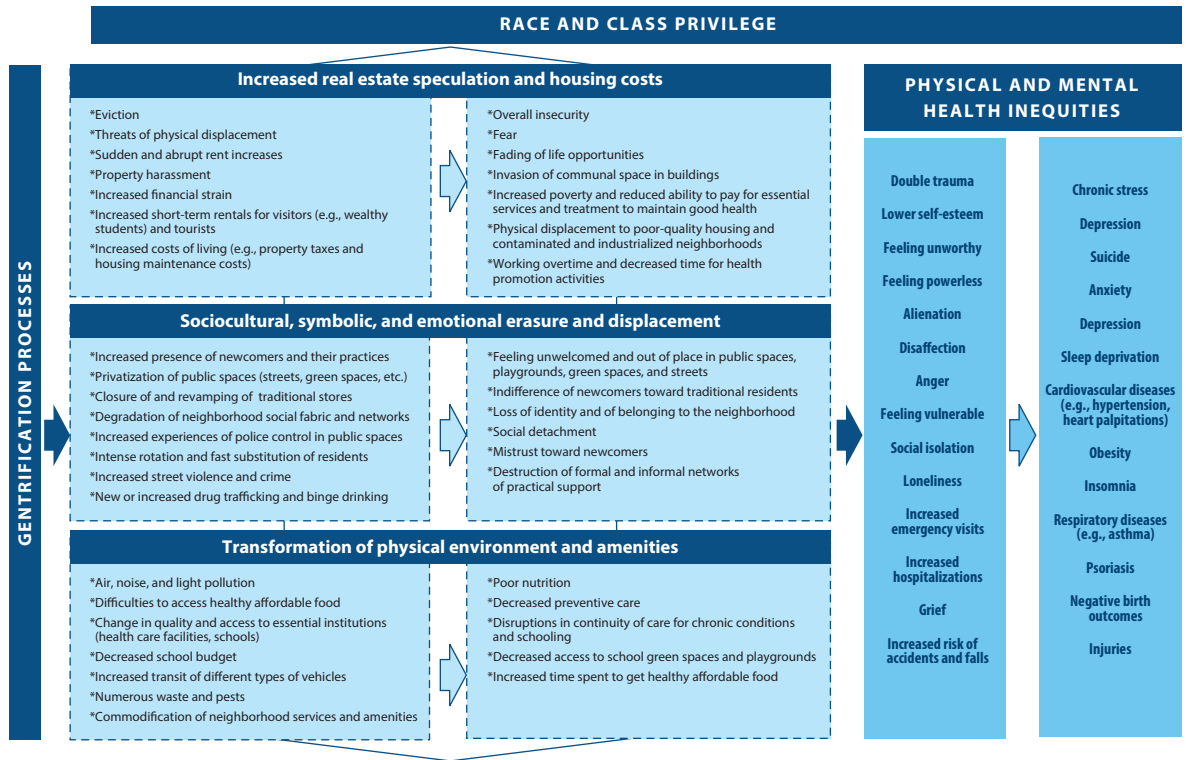 RACE AND CLASS PRIVILEGE
GENTRIFICATION PROCESSES
Increased real estate speculation and housing costs
*Eviction
*Threats of physical displacement
*Sudden and abrupt rent increases
*Property harassment
*Increased financial strain
*Increased short-term rentals for visitors (e.g., wealthy
students) and tourists
*Increased costs of living (e.g., property taxes and
housing maintenance costs)
*Overall insecurity
*Fear
*Fading of life opportunities
*Invasion of communal space in buildings
*Increased poverty and reduced ability to pay for essential
services and treatment to maintain good health
*Physical displacement to poor-quality housing and
contaminated and industrialized neighborhoods
*Working overtime and decreased time for health
promotion activities
Sociocultural, symbolic, and emotional erasure and displacement
*Increased presence of newcomers and their practices
*Privatization of public spaces (streets, green spaces, etc.)
*Closure of and revamping of traditional stores
*Degradation of neighborhood social fabric and networks
*Increased experiences of police control in public spaces
*Intense rotation and fast substitution of residents
*Increased street violence and crime
*New or increased drug trafficking and binge drinking
*Feeling unwelcomed and out of place in public spaces,
playgrounds, green spaces, and streets
*Indifference of newcomers toward traditional residents
*Loss of identity and of belonging to the neighborhood
*Social detachment
*Mistrust toward newcomers
*Destruction of formal and informal networks
of practical support
Transformation of physical environment and amenities
*Air, noise, and light pollution
*Difficulties to access healthy affordable food
*Change in quality and access to essential institutions
(health care facilities, schools)
*Decreased school budget
*Increased transit of different types of vehicles
*Numerous waste and pests
*Commodification of neighborhood services and amenities
*Poor nutrition
*Decreased preventive care
*Disruptions in continuity of care for chronic conditions
and schooling
*Decreased access to school green spaces and playgrounds
*Increased time spent to get healthy affordable food
PHYSICAL AND MENTAL
HEALTH INEQUITIES
Double trauma
Lower self-esteem
Feeling unworthy
Feeling powerless
Alienation
Disaffection
Anger
Feeling vulnerable
Social isolation
Loneliness
Increased
emergency visits
Increased
hospitalizations
Grief
Increased risk of
accidents and falls
Chronic stress
Depression
Suicide
Anxiety
Depression
Sleep deprivation
Cardiovascular diseases
(e.g., hypertension,
heart palpitations)
Obesity
Insomnia
Respiratory diseases
(e.g., asthma)
Psoriasis
Negative birth
outcomes
Injuries